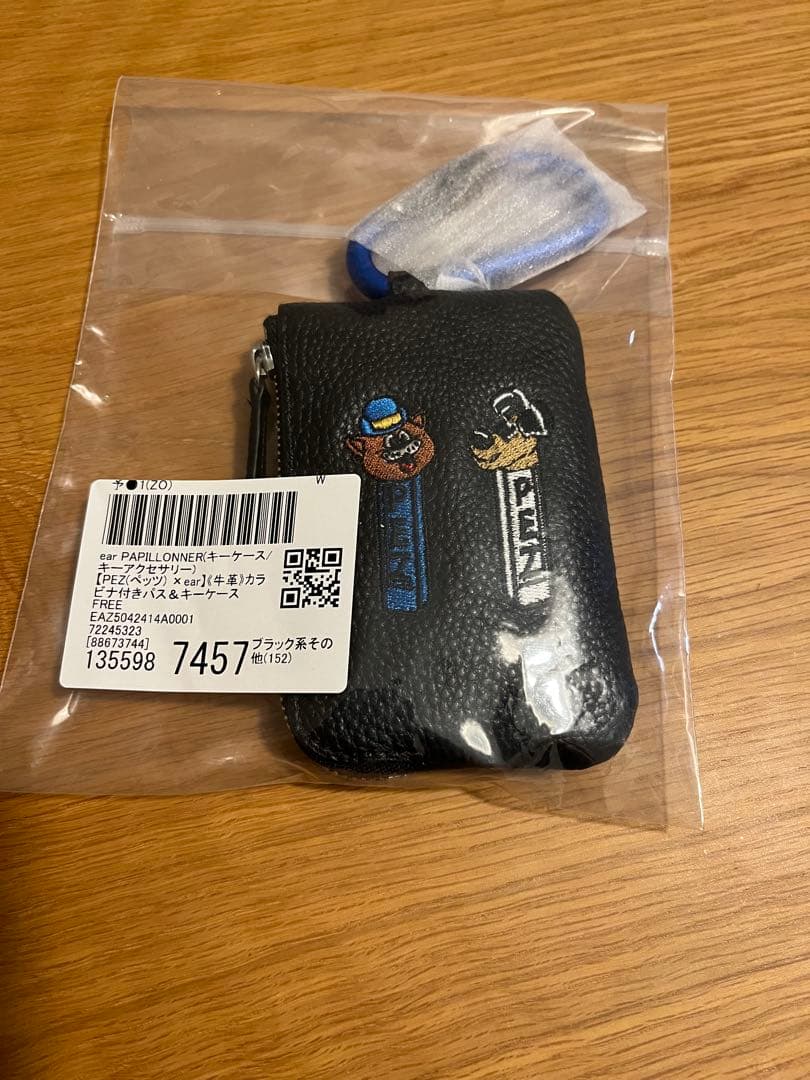 予●1(ZO) W
ear PAPILLONNER(キーケース/
キーアクセサリー)
【PEZ(ペッツ) ×ear】《牛革》カラ
ビナ付きパス＆キーケース
FREE
EAZ5042414A0001
72245323
[88673744]
135598 7457 ブラック系その
他(152)